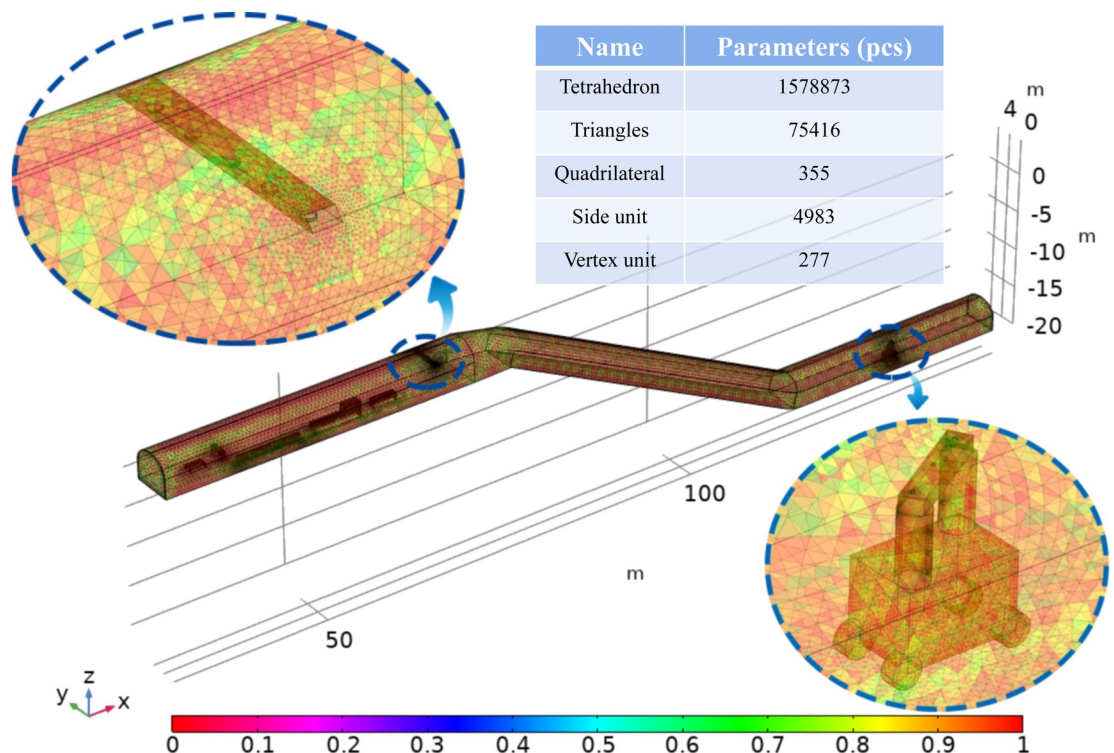 Name Parameters (pcs)
Tetrahedron 1578873
Triangles 75416
Quadrilateral 355
Side unit 4983
Vertex unit 277
m
4 0
0
-5
m
-10
-15
-20
100
m
50
z
y x
0 0.1 0.2 0.3 0.4 0.5 0.6 0.7 0.8 0.9 1